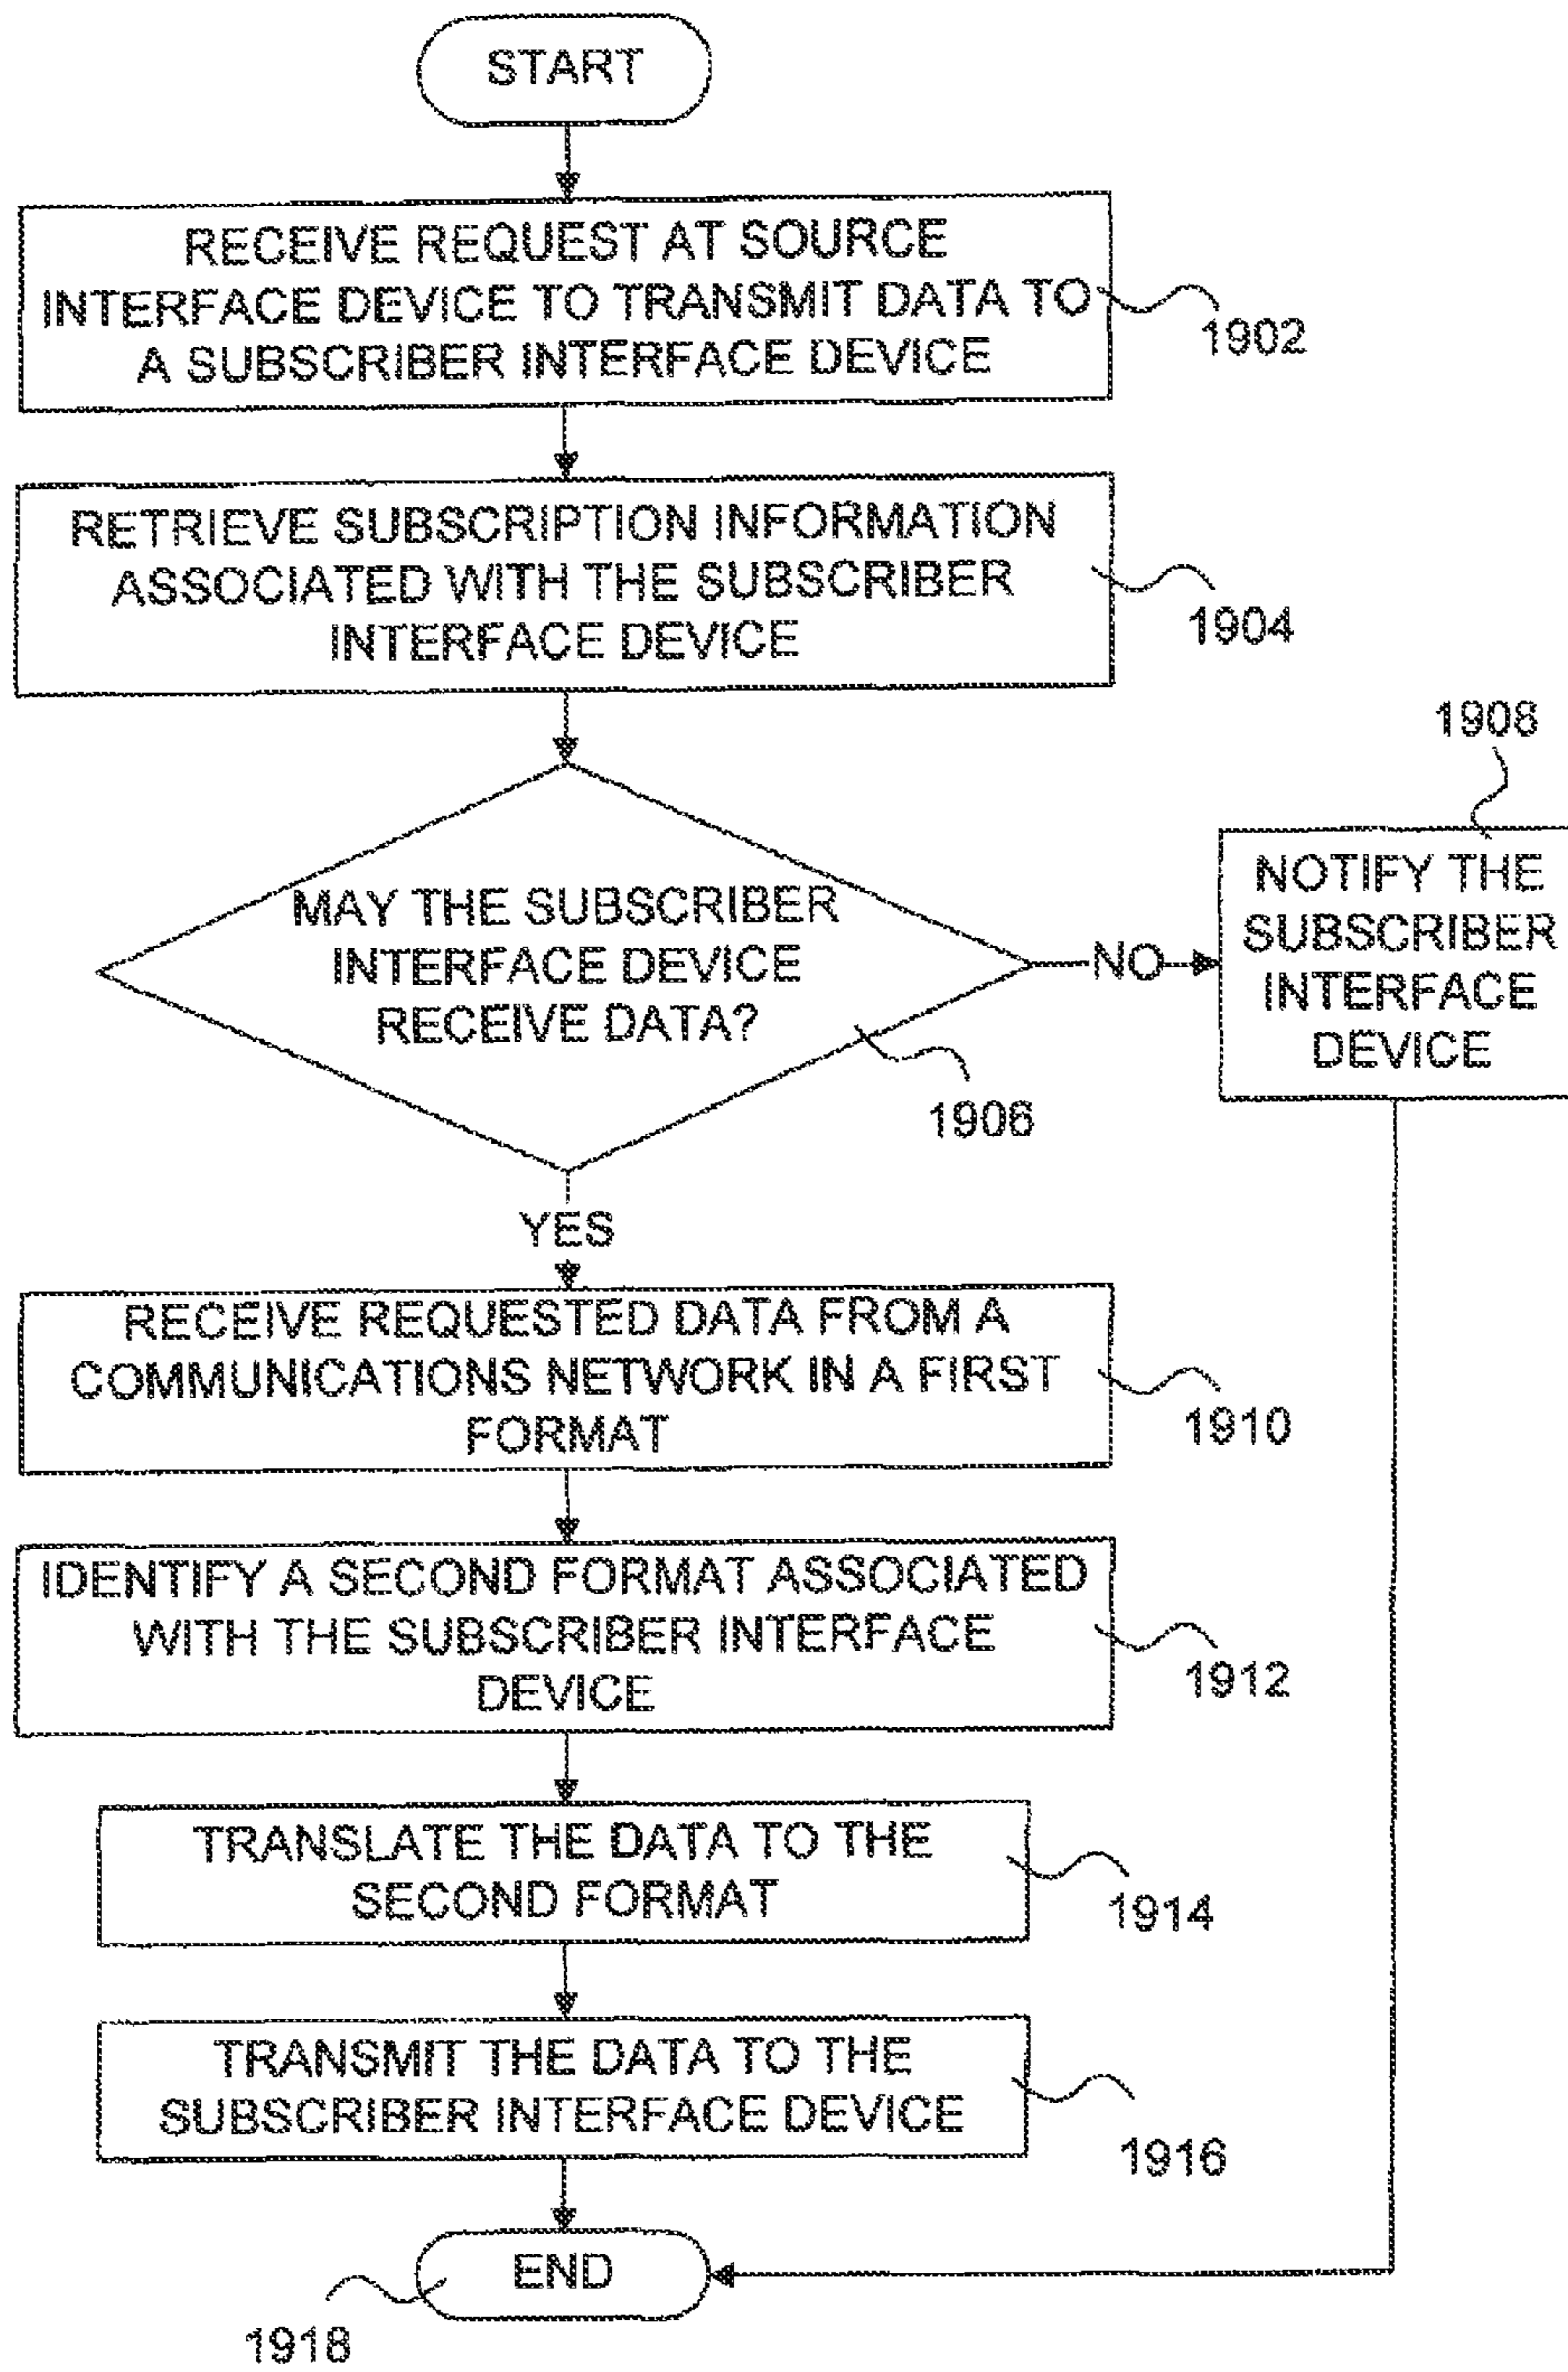 START
RECEIVE REQUEST AT SOURCE
INTERFACE DEVICE TO TRANSMIT DATA TO
A SUBSCRIBER INTERFACE DEVICE
1902
RETRIEVE SUBSCRIPTION INFORMATION
ASSOCIATED WITH THE SUBSCRIBER
INTERFACE DEVICE
1904
MAY THE SUBSCRIBER
INTERFACE DEVICE
RECEIVE DATA?
1906
NO
1908
NOTIFY THE
SUBSCRIBER
INTERFACE
DEVICE
YES
RECEIVE REQUESTED DATA FROM A
COMMUNICATIONS NETWORK IN A FIRST
FORMAT
1910
IDENTIFY A SECOND FORMAT ASSOCIATED
WITH THE SUBSCRIBER INTERFACE
DEVICE
1912
TRANSLATE THE DATA TO THE
SECOND FORMAT
1914
TRANSMIT THE DATA TO THE
SUBSCRIBER INTERFACE DEVICE
1916
END
1918